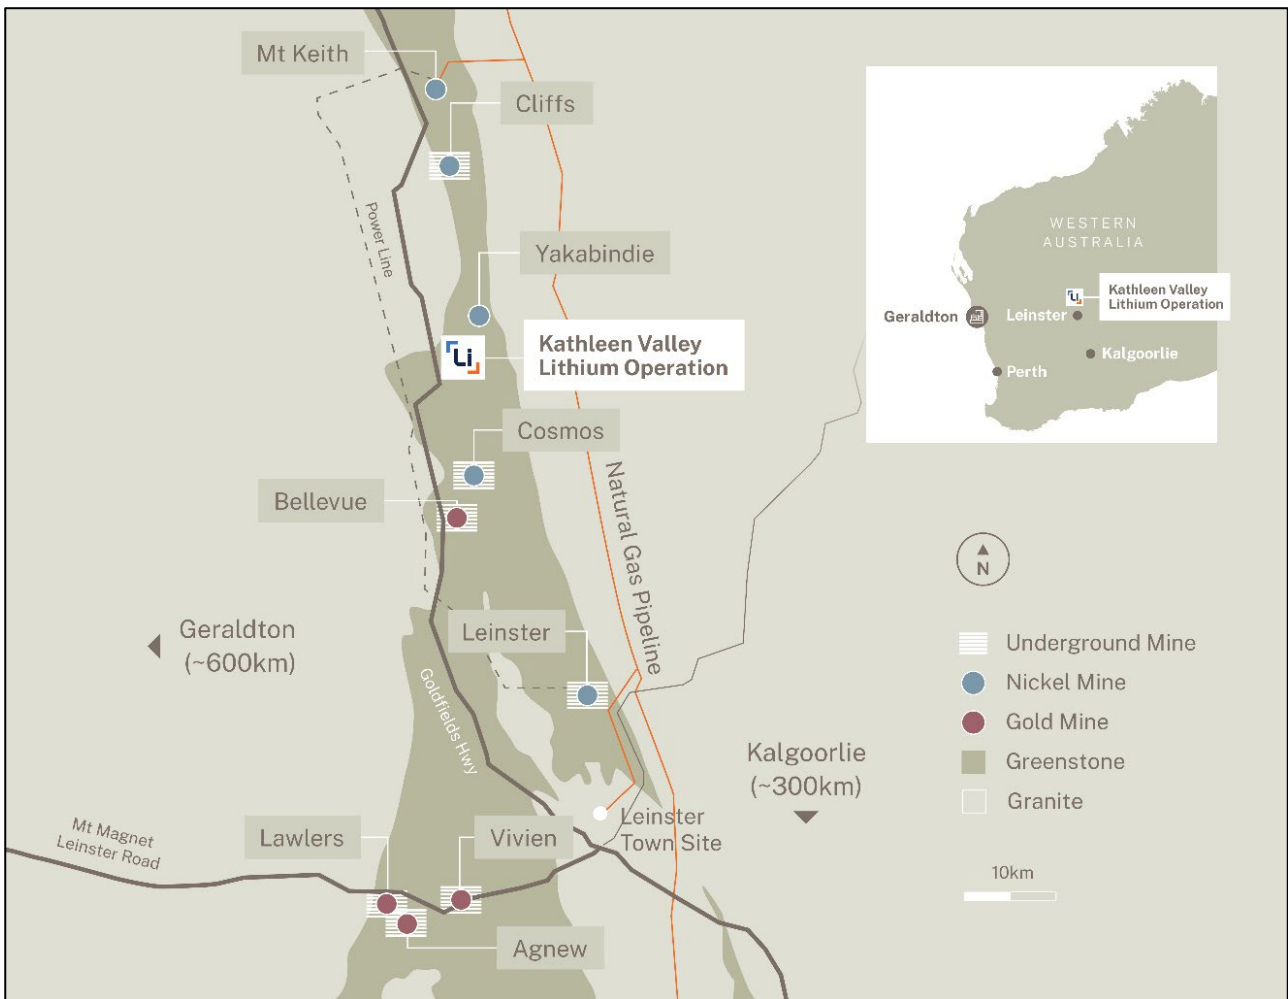 Mt Keith
Cliffs
Power Line
Yakabindie
Li
Kathleen Valley
Lithium Operation
Cosmos
Bellevue
Natural Gas Pipeline
Geraldton
(~600km)
Leinster
Goldfields Hwy
Kalgoorlie
(~300km)
Leinster
Town Site
Mt Magnet
Leinster Road
Lawlers
Vivien
Agnew
WESTERN
AUSTRALIA
Li
Kathleen Valley
Lithium Operation
Geraldton
Leinster
Kalgoorlie
Perth
N
Underground Mine
Nickel Mine
Gold Mine
Greenstone
Granite
10km